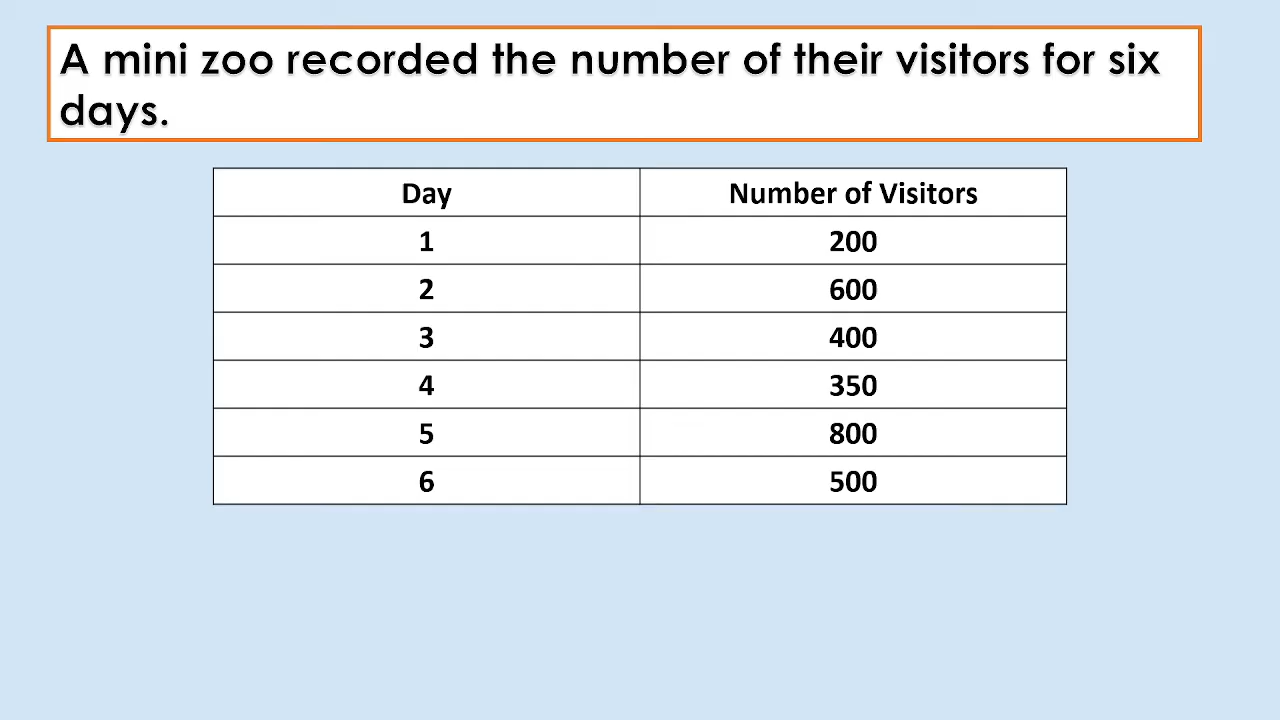 A mini zoo recorded the number of their visitors for six
days.
Day Number of Visitors
1 200
2 600
3 400
4 350
5 800
6 500